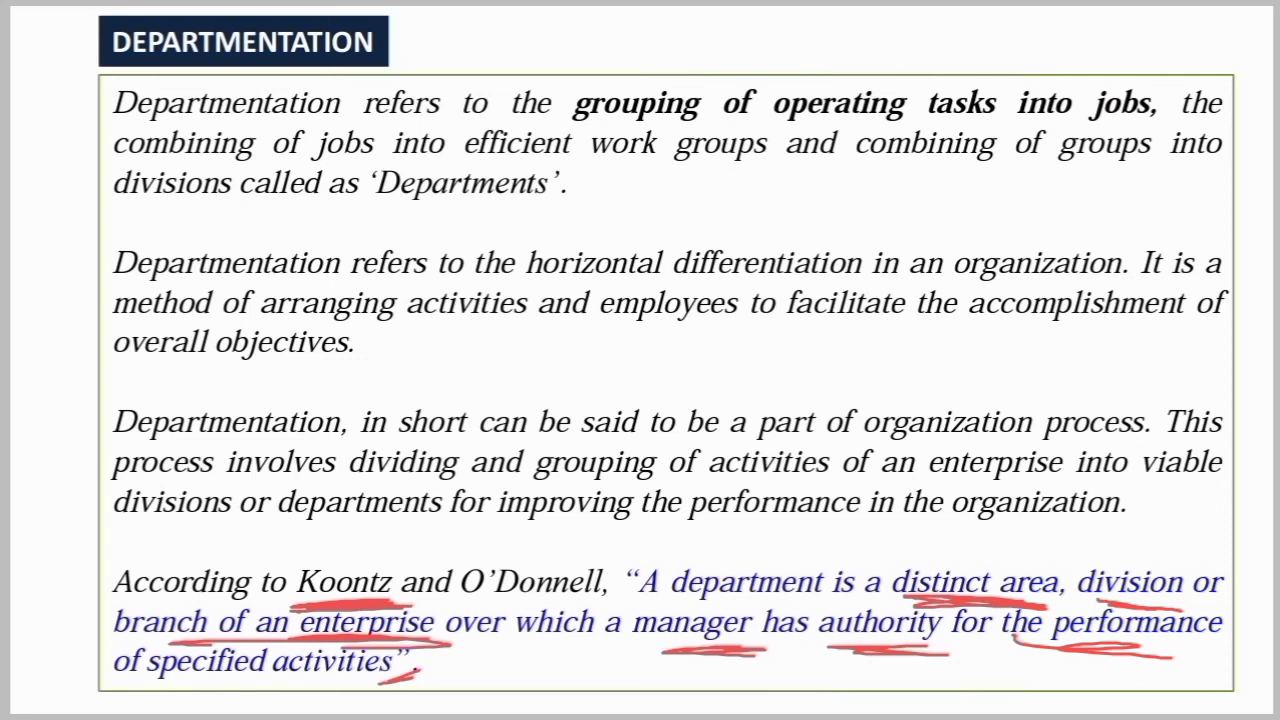 DEPARTMENTATION
Departmentation refers to the grouping of operating tasks into jobs, the
combining of jobs into efficient work groups and combining of groups into
divisions called as ‘Departments’.
Departmentation refers to the horizontal differentiation in an organization. It is a
method of arranging activities and employees to facilitate the accomplishment of
overall objectives.
Departmentation, in short can be said to be a part of organization process. This
process involves dividing and grouping of activities of an enterprise into viable
divisions or departments for improving the performance in the organization.
According to Koontz and O’Donnell, “A department is a distinct area, division or
branch of an enterprise over which a manager has authority for the performance
of specified activities”.